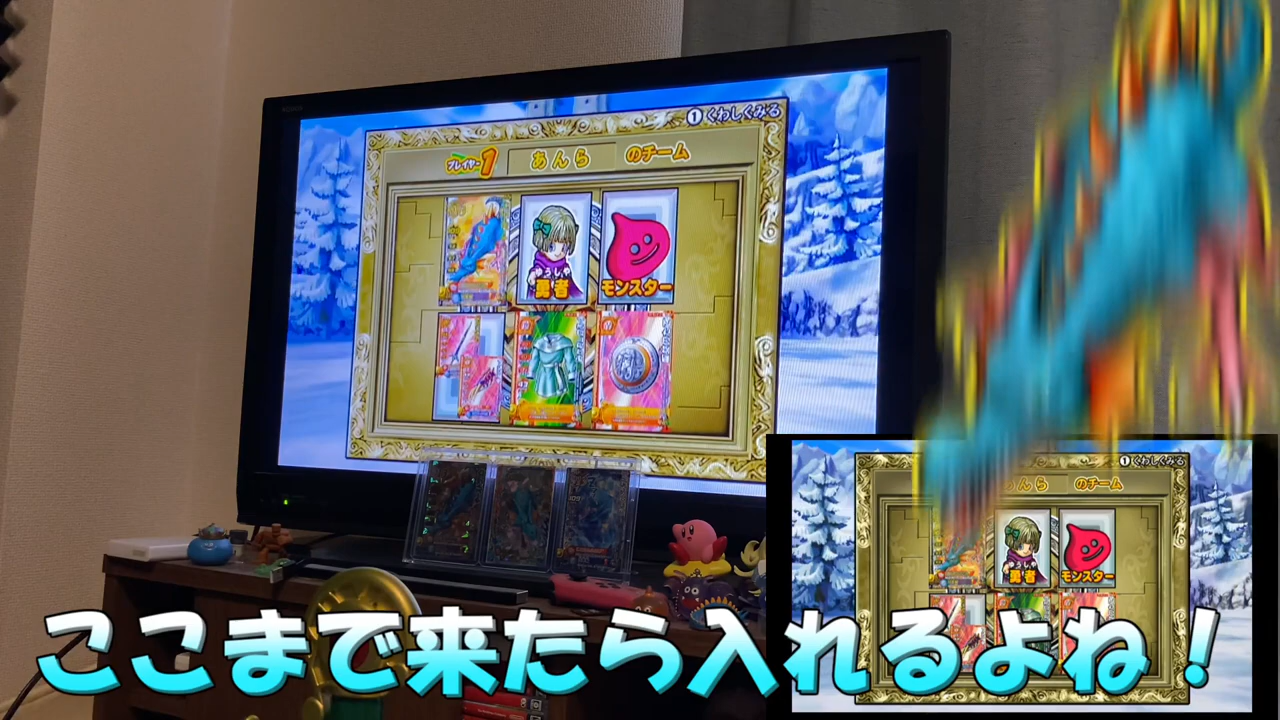 ①くわしくみる
プレイヤー1 あんら のチーム
ゆうしゃ
勇者
モンスター
①くわしくみる
あんら のチーム
勇者
モンスター
ここまで来たら入れるよね！